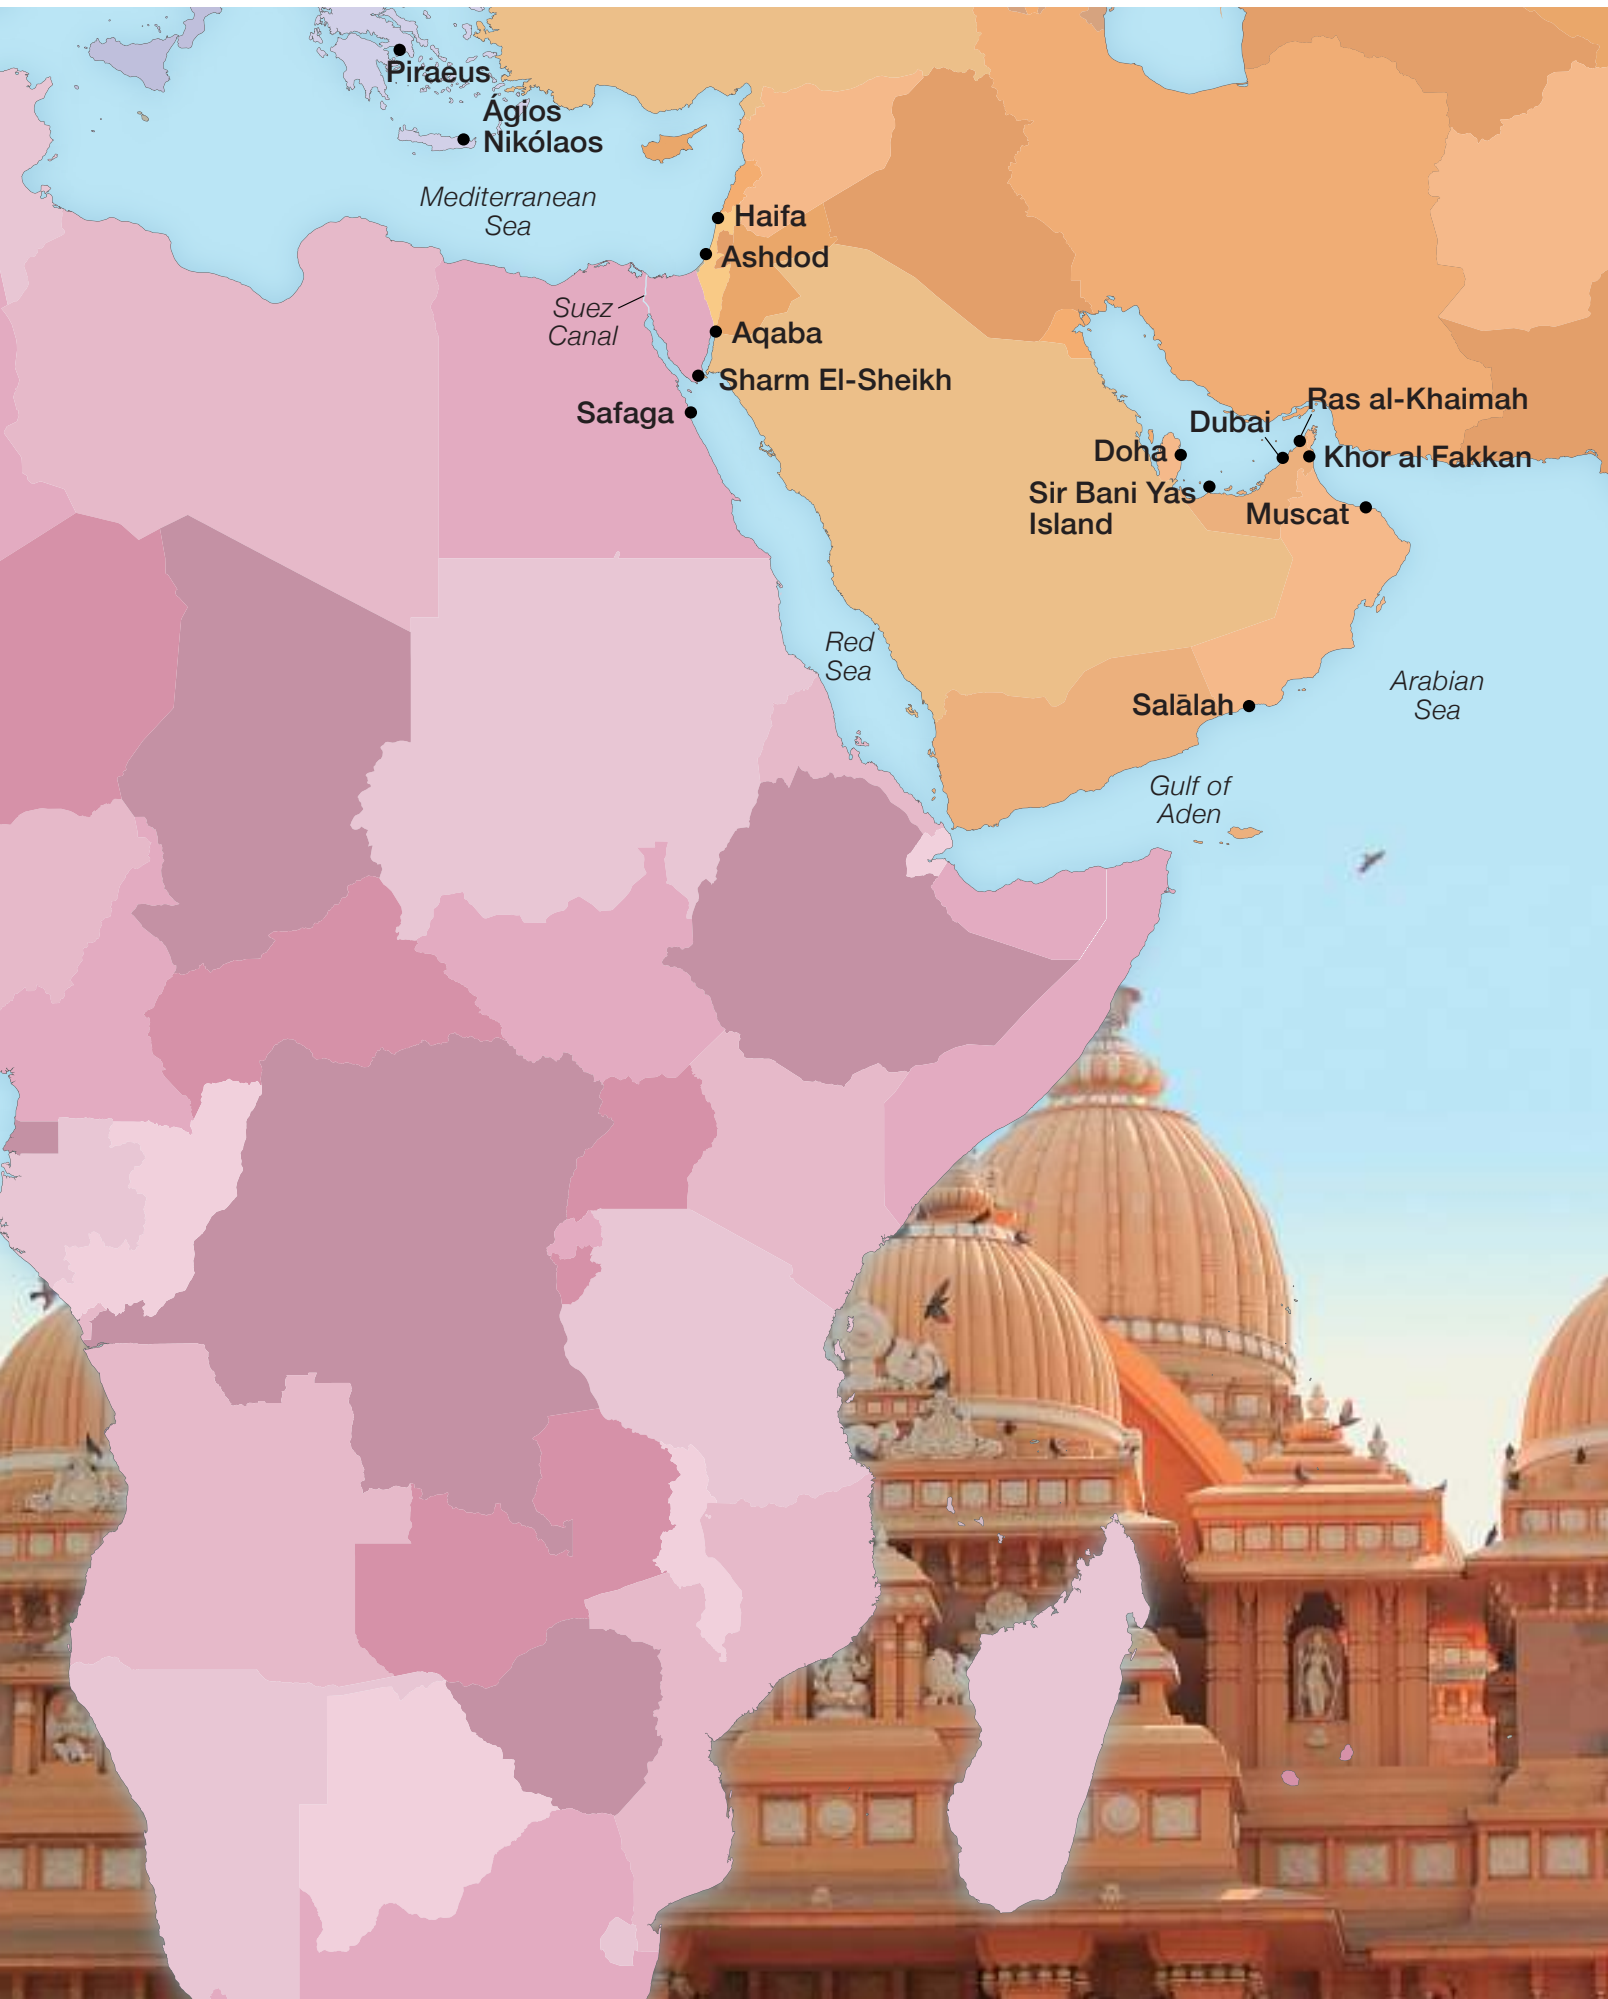 Piraeus
Ágios
Nikólaos
Mediterranean
Sea
Haifa
Ashdod
Suez
Canal
Aqaba
Sharm El-Sheikh
Safaga
Ras al-Khaimah
Dubai
Doha
Khor al Fakkan
Sir Bani Yas
Island
Muscat
Red
Sea
Arabian
Sea
Salālah
Gulf of
Aden